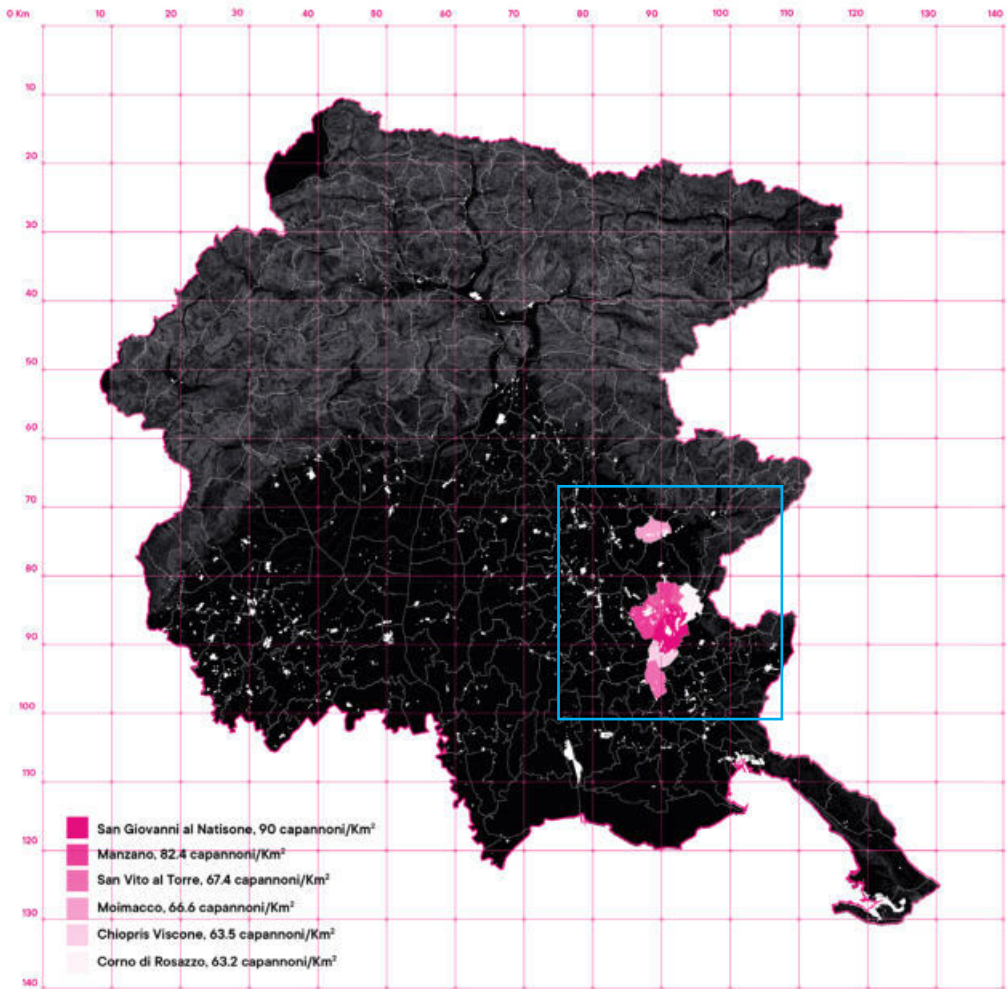 0 Km 10 20 30 40 50 60 70 80 90 100 110 120 130 140
10
20
30
40
50
60
70
80
90
100
110
120
130
140
San Giovanni al Natisone, 90 capannoni/Km²
Manzano, 82.4 capannoni/Km²
San Vito al Torre, 67.4 capannoni/Km²
Moimacco, 66.6 capannoni/Km²
Chiopris Viscone, 63.5 capannoni/Km²
Corno di Rosazzo, 63.2 capannoni/Km²